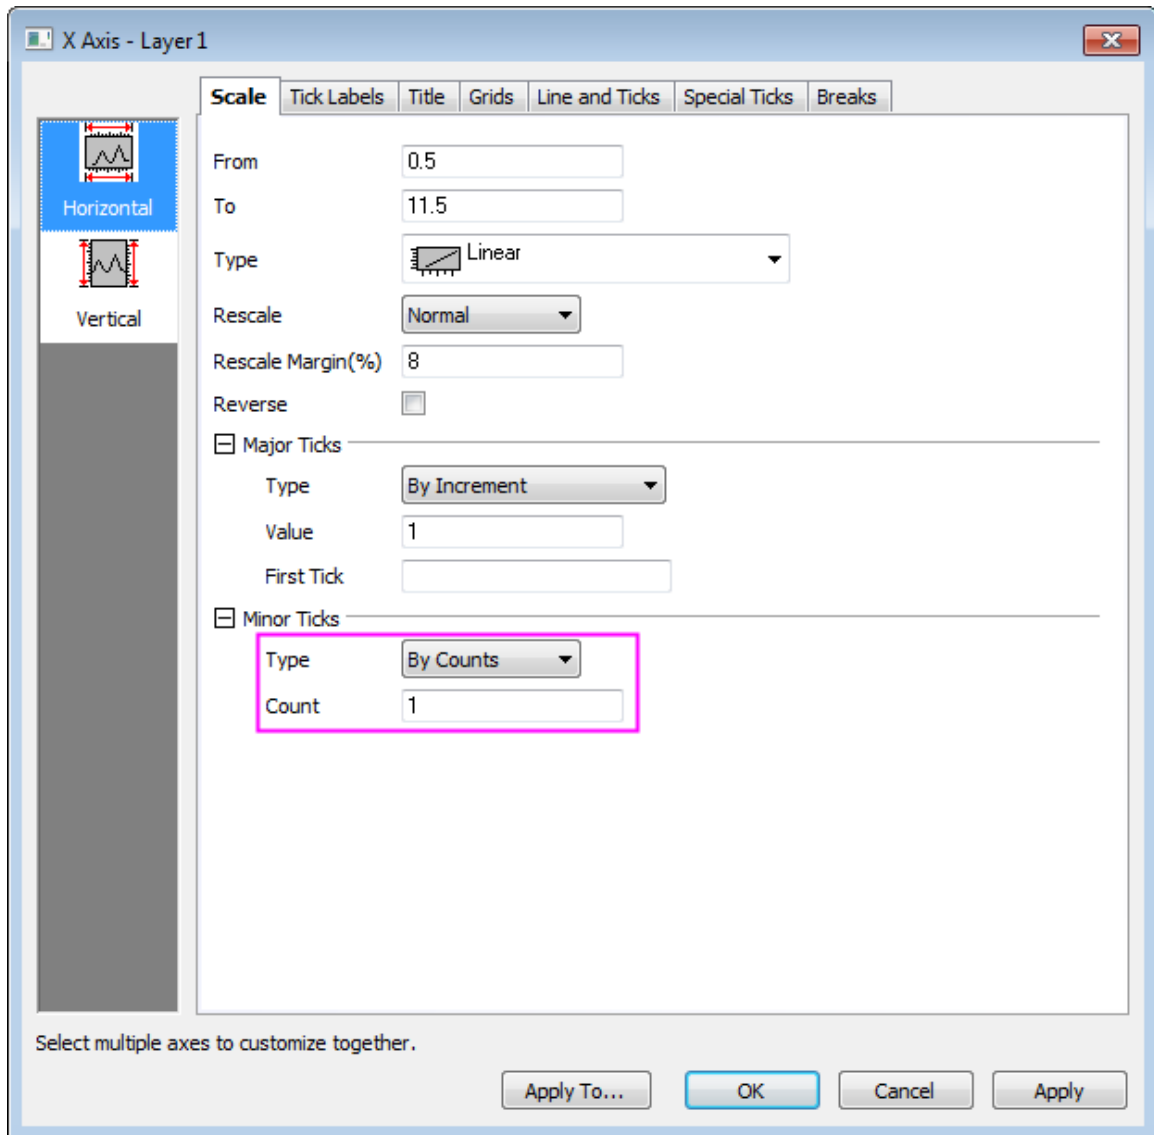 X Axis - Layer1
Scale Tick Labels Title Grids Line and Ticks Special Ticks Breaks
Horizontal
Vertical
From 0.5
To 11.5
Type Linear
Rescale Normal
Rescale Margin(%) 8
Reverse
Major Ticks
Type By Increment
Value 1
First Tick
Minor Ticks
Type By Counts
Count 1
Select multiple axes to customize together.
Apply To... OK Cancel Apply